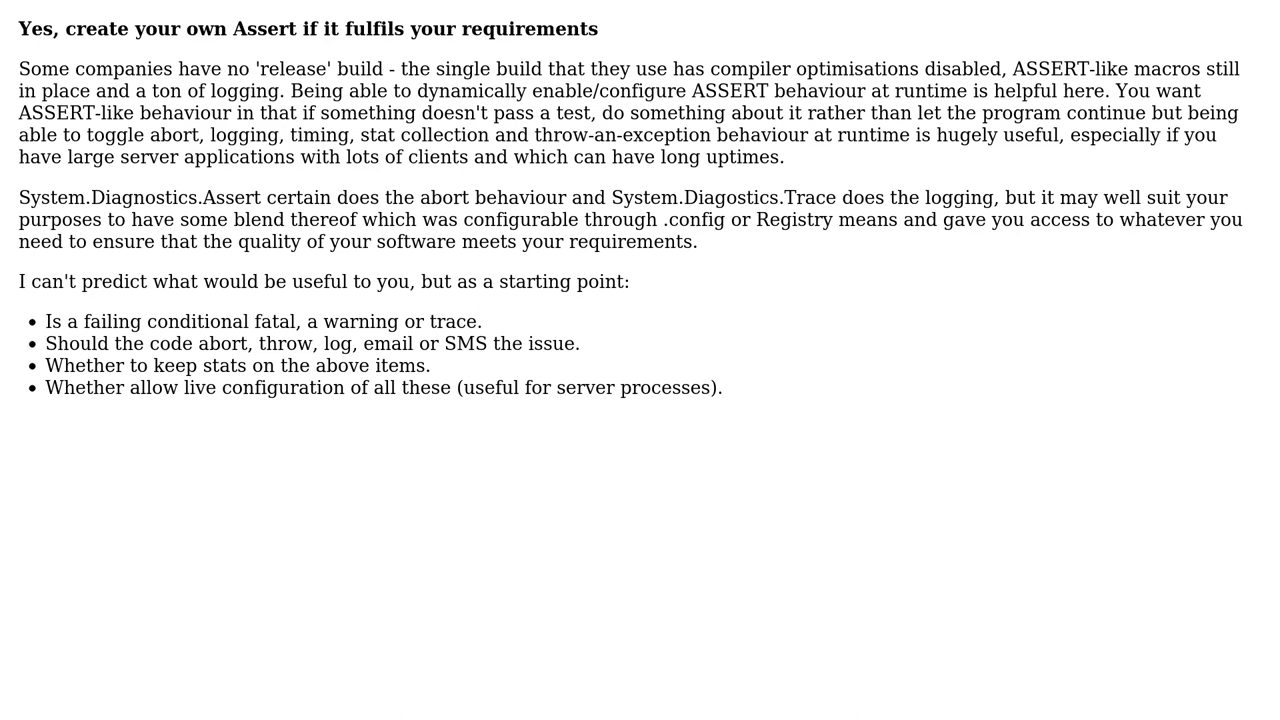 Yes, create your own Assert if it fulfils your requirements
Some companies have no 'release' build - the single build that they use has compiler optimisations disabled, ASSERT-like macros still
in place and a ton of logging. Being able to dynamically enable/configure ASSERT behaviour at runtime is helpful here. You want
ASSERT-like behaviour in that if something doesn't pass a test, do something about it rather than let the program continue but being
able to toggle abort, logging, timing, stat collection and throw-an-exception behaviour at runtime is hugely useful, especially if you
have large server applications with lots of clients and which can have long uptimes.
System.Diagnostics.Assert certain does the abort behaviour and System.Diagostics.Trace does the logging, but it may well suit your
purposes to have some blend thereof which was configurable through .config or Registry means and gave you access to whatever you
need to ensure that the quality of your software meets your requirements.
I can't predict what would be useful to you, but as a starting point:
• Is a failing conditional fatal, a warning or trace.
• Should the code abort, throw, log, email or SMS the issue.
• Whether to keep stats on the above items.
• Whether allow live configuration of all these (useful for server processes).